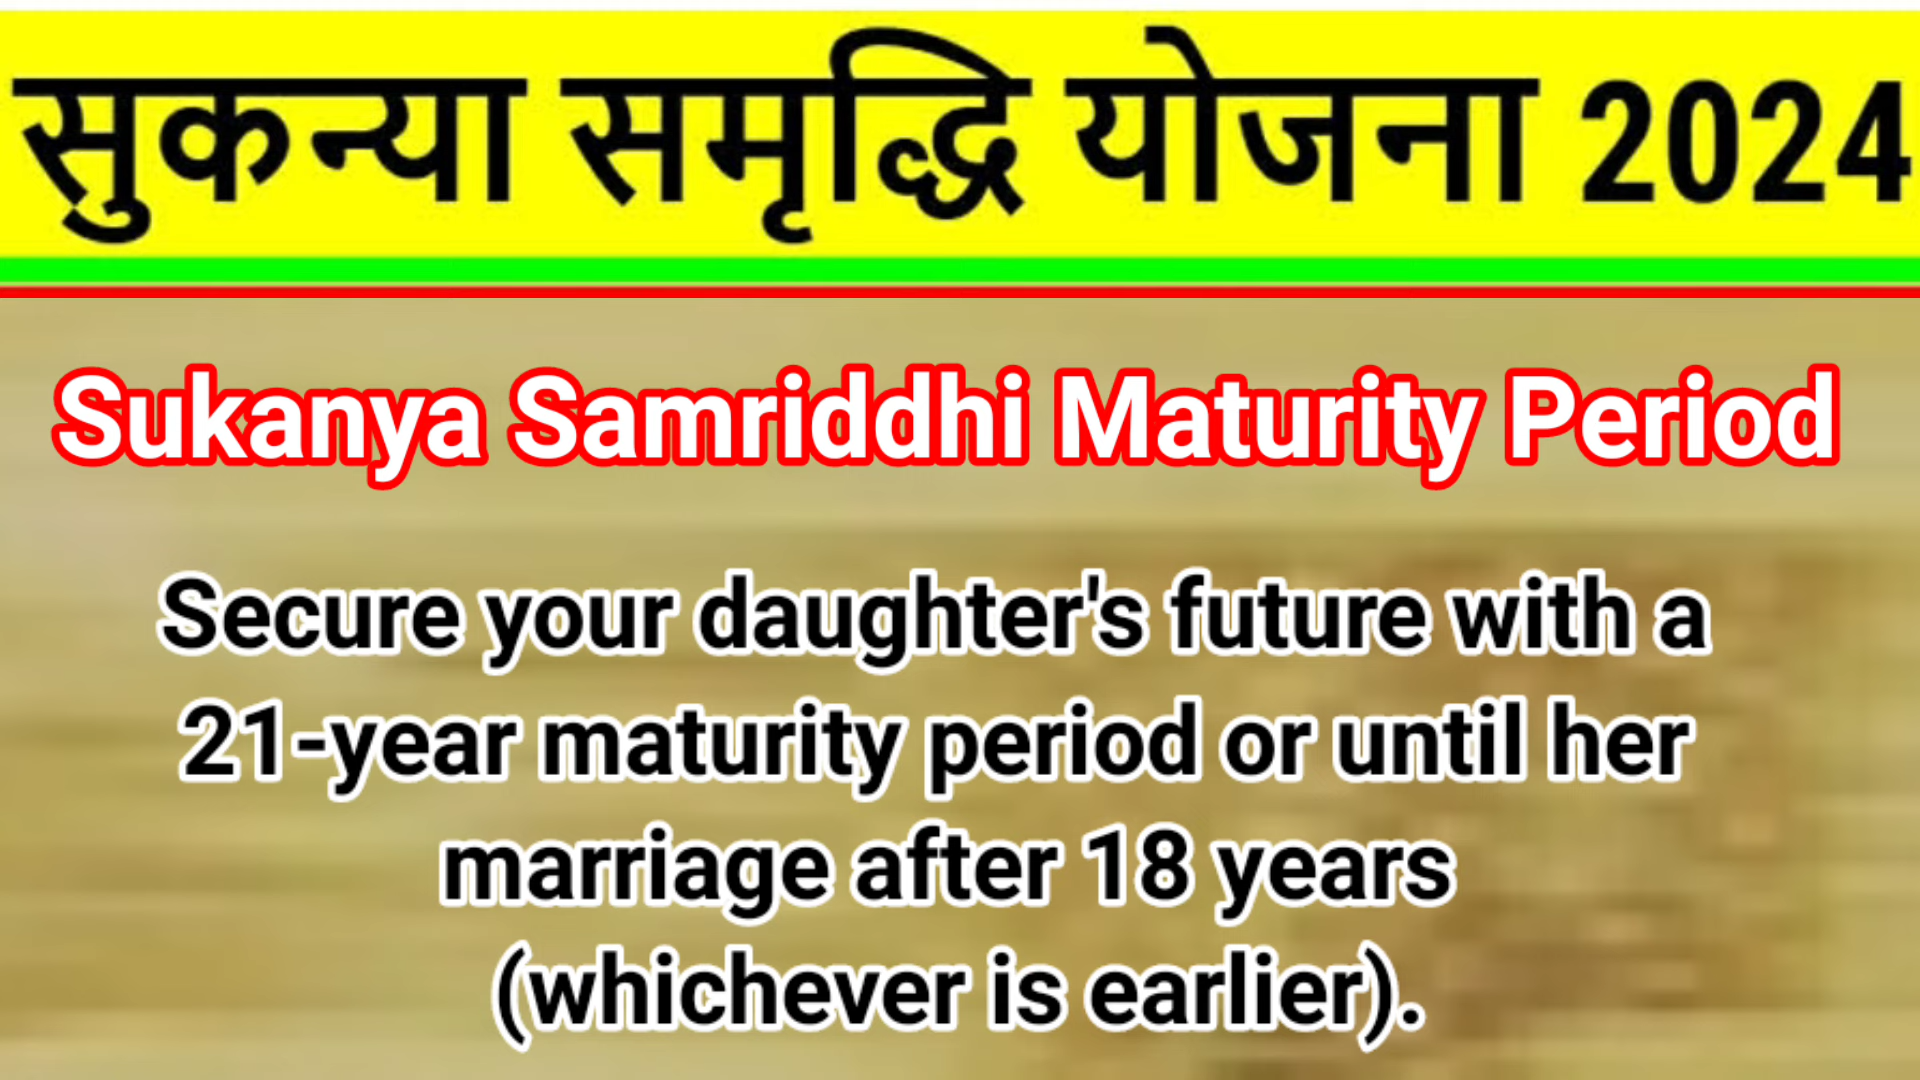 सुकन्या समृद्धि योजना 2024
Sukanya Samriddhi Maturity Period
Secure your daughter's future with a
21-year maturity period or until her
marriage after 18 years
(whichever is earlier).